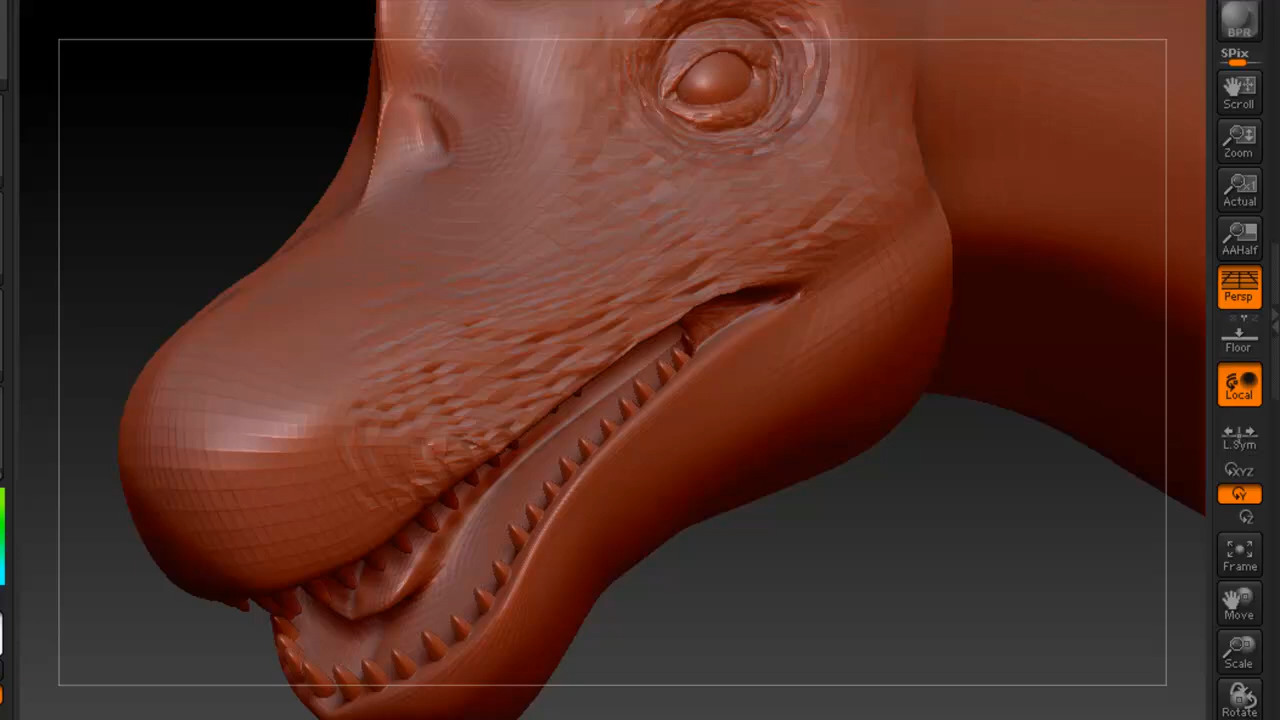 BPR
SPix
Scroll
Zoom
Actual
AAHalf
Persp
Floor
Local
L.Sym
XYZ
Y
Z
Frame
Move
Scale
Rotate